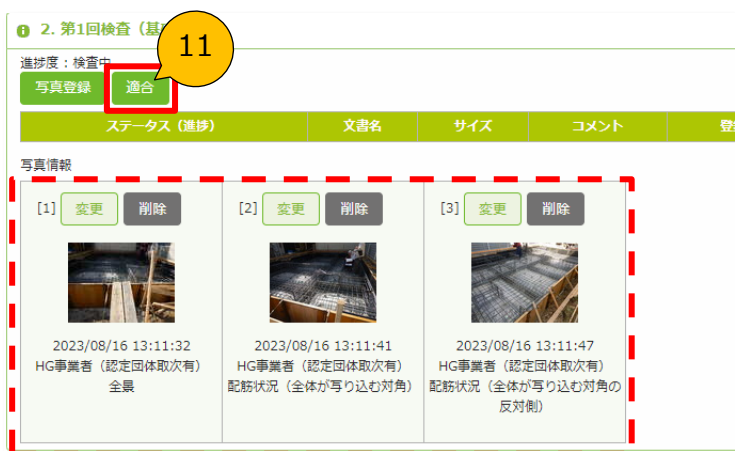 2. 第1回検査（基
11
進捗度：検査中
写真登録 適合
ステータス（進捗） 文書名 サイズ コメント
写真情報
[1] 変更 削除 [2] 変更 削除 [3] 変更 削除
2023/08/16 13:11:32
HG事業者（認定団体取次有）
全景
2023/08/16 13:11:41
HG事業者（認定団体取次有）
配筋状況（全体が写り込む対角）
2023/08/16 13:11:47
HG事業者（認定団体取次有）
配筋状況（全体が写り込む対角の
反対側）